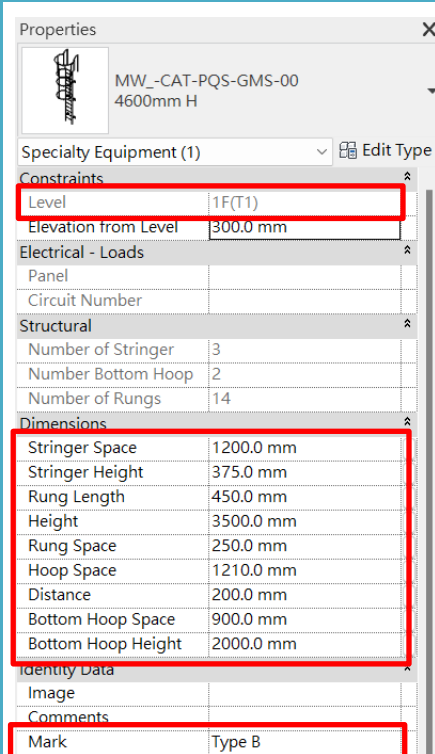 Properties
MW_-CAT-PQS-GMS-00
4600mm H
Specialty Equipment (1) Edit Type
Constraints
Level 1F(T1)
Elevation from Level 300.0 mm
Electrical - Loads
Panel
Circuit Number
Structural
Number of Stringer 3
Number Bottom Hoop 2
Number of Rungs 14
Dimensions
Stringer Space 1200.0 mm
Stringer Height 375.0 mm
Rung Length 450.0 mm
Height 3500.0 mm
Rung Space 250.0 mm
Hoop Space 1210.0 mm
Distance 200.0 mm
Bottom Hoop Space 900.0 mm
Bottom Hoop Height 2000.0 mm
Identity Data
Image
Comments
Mark Type B